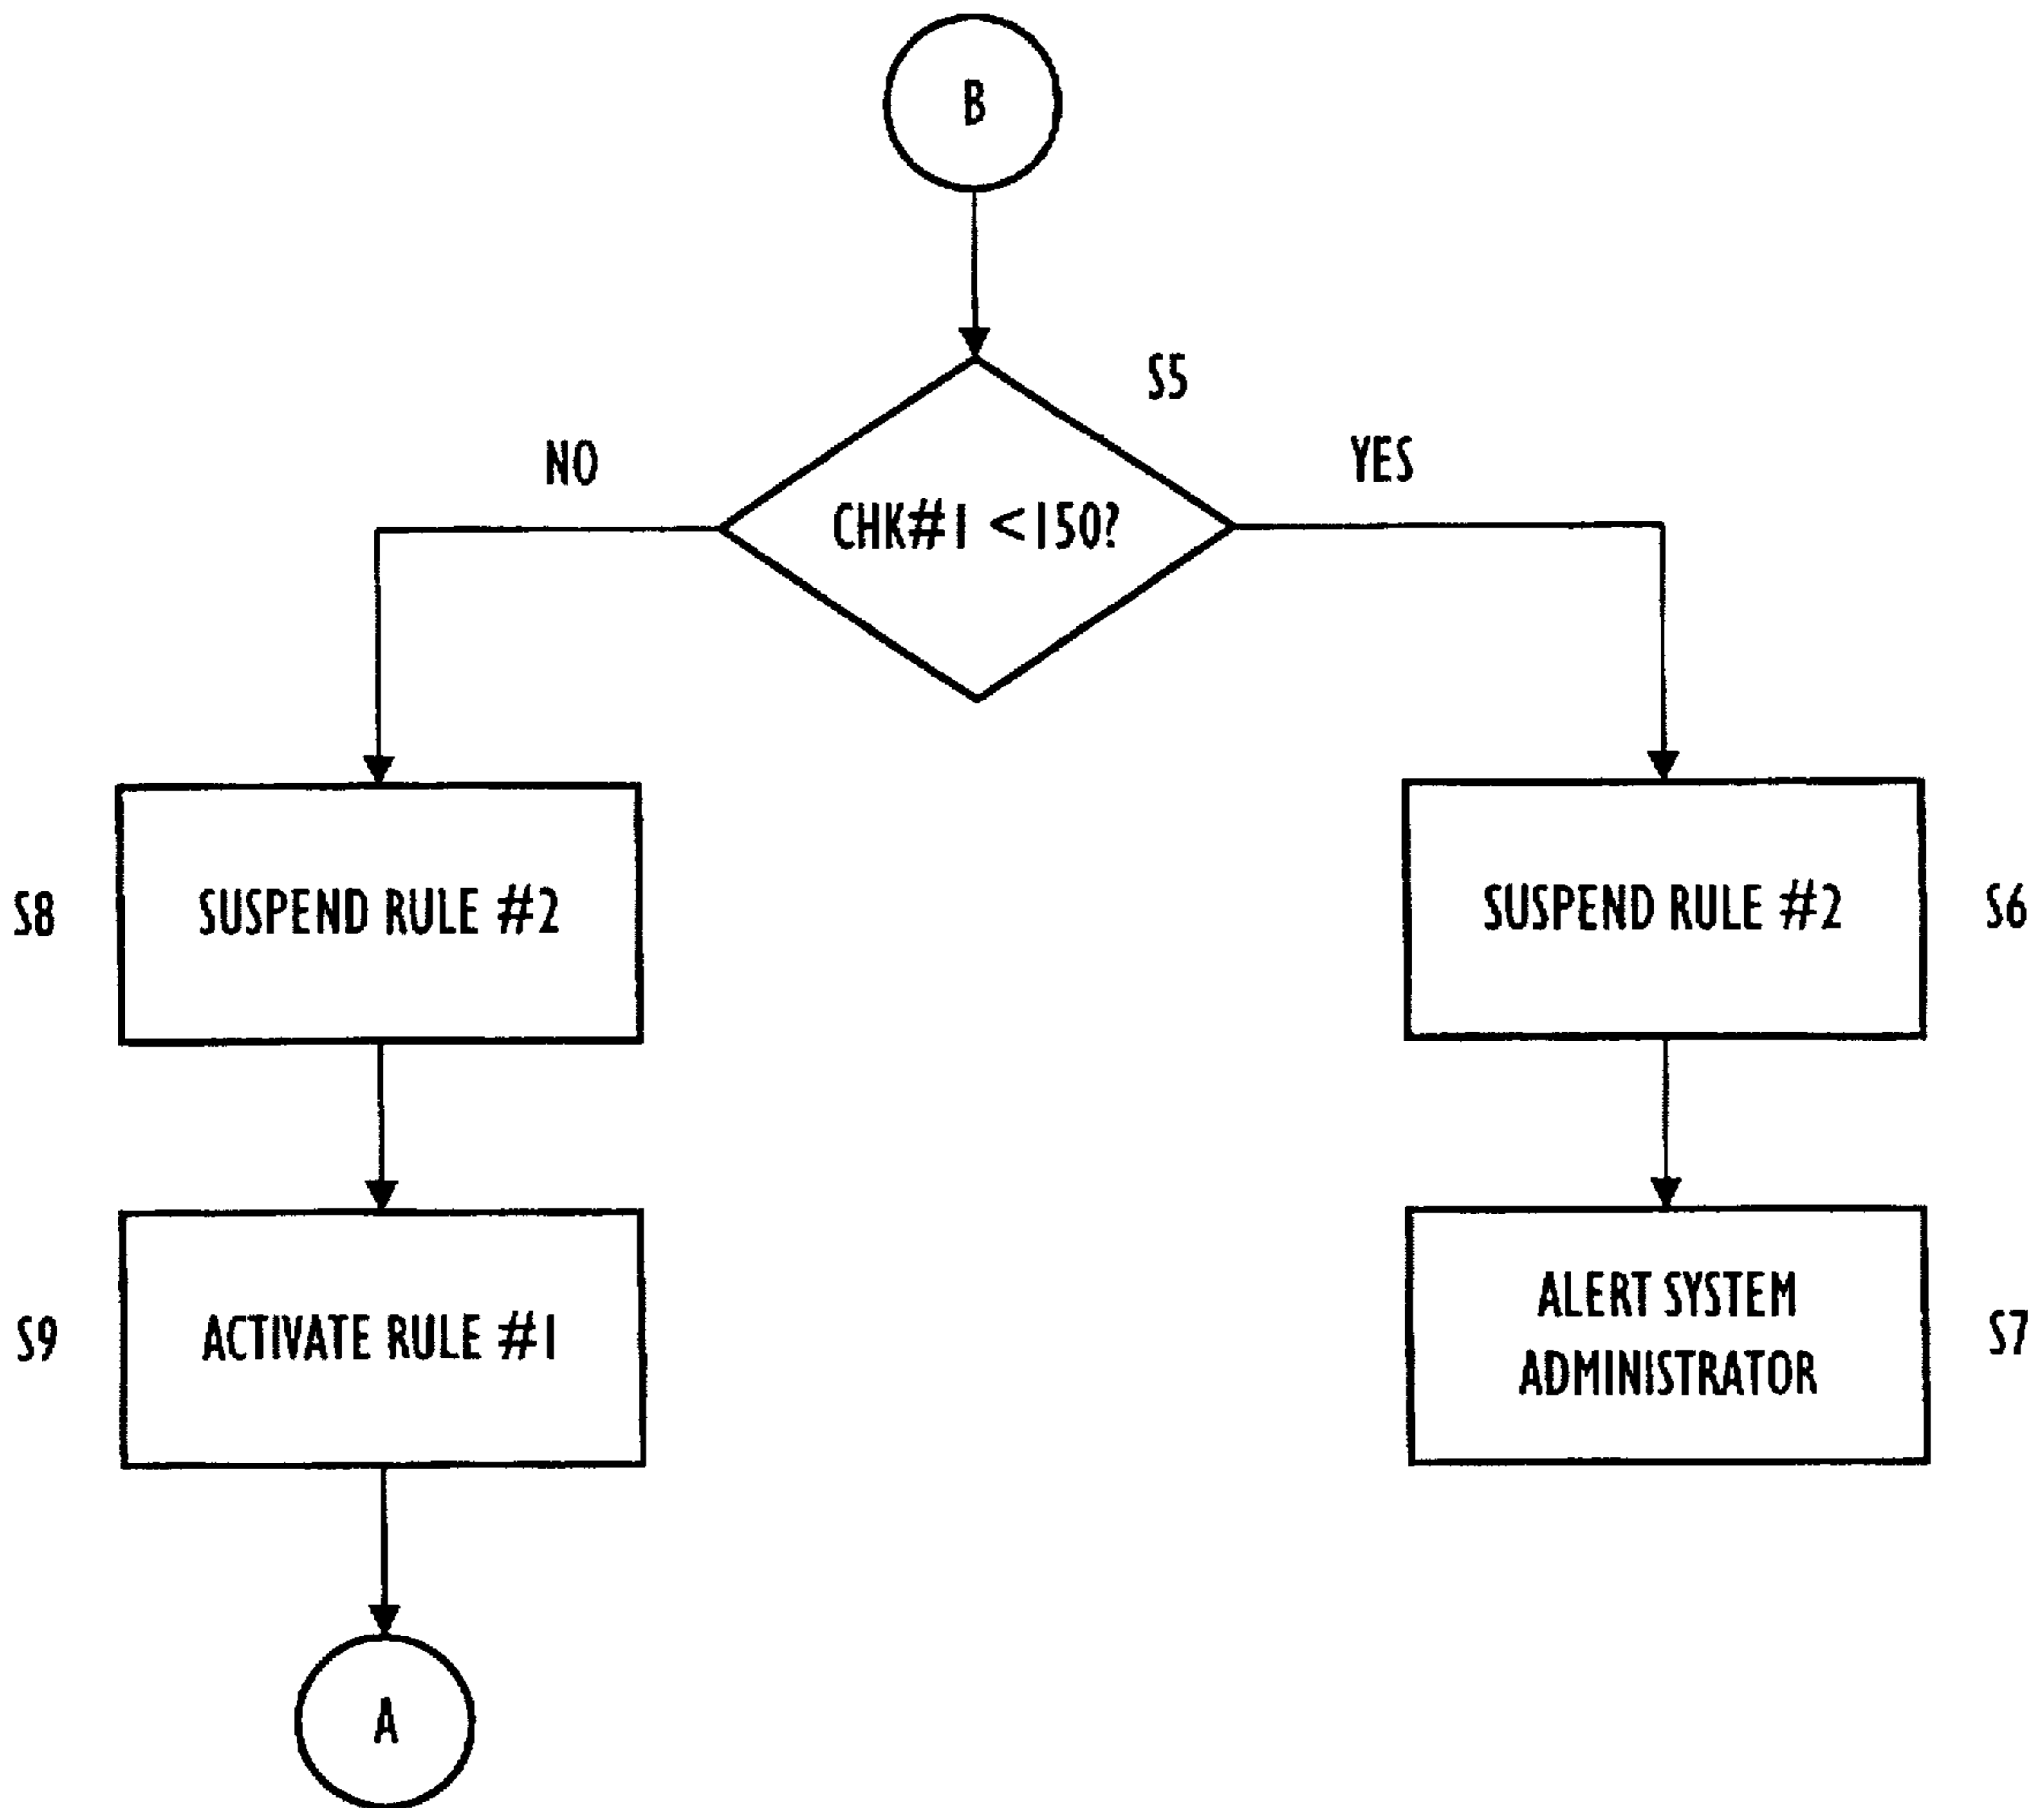 B
S5
NO
YES
CHK#1 <150?
S8
SUSPEND RULE #2
SUSPEND RULE #2
S6
S9
ACTIVATE RULE #1
ALERT SYSTEM
ADMINISTRATOR
S7
A